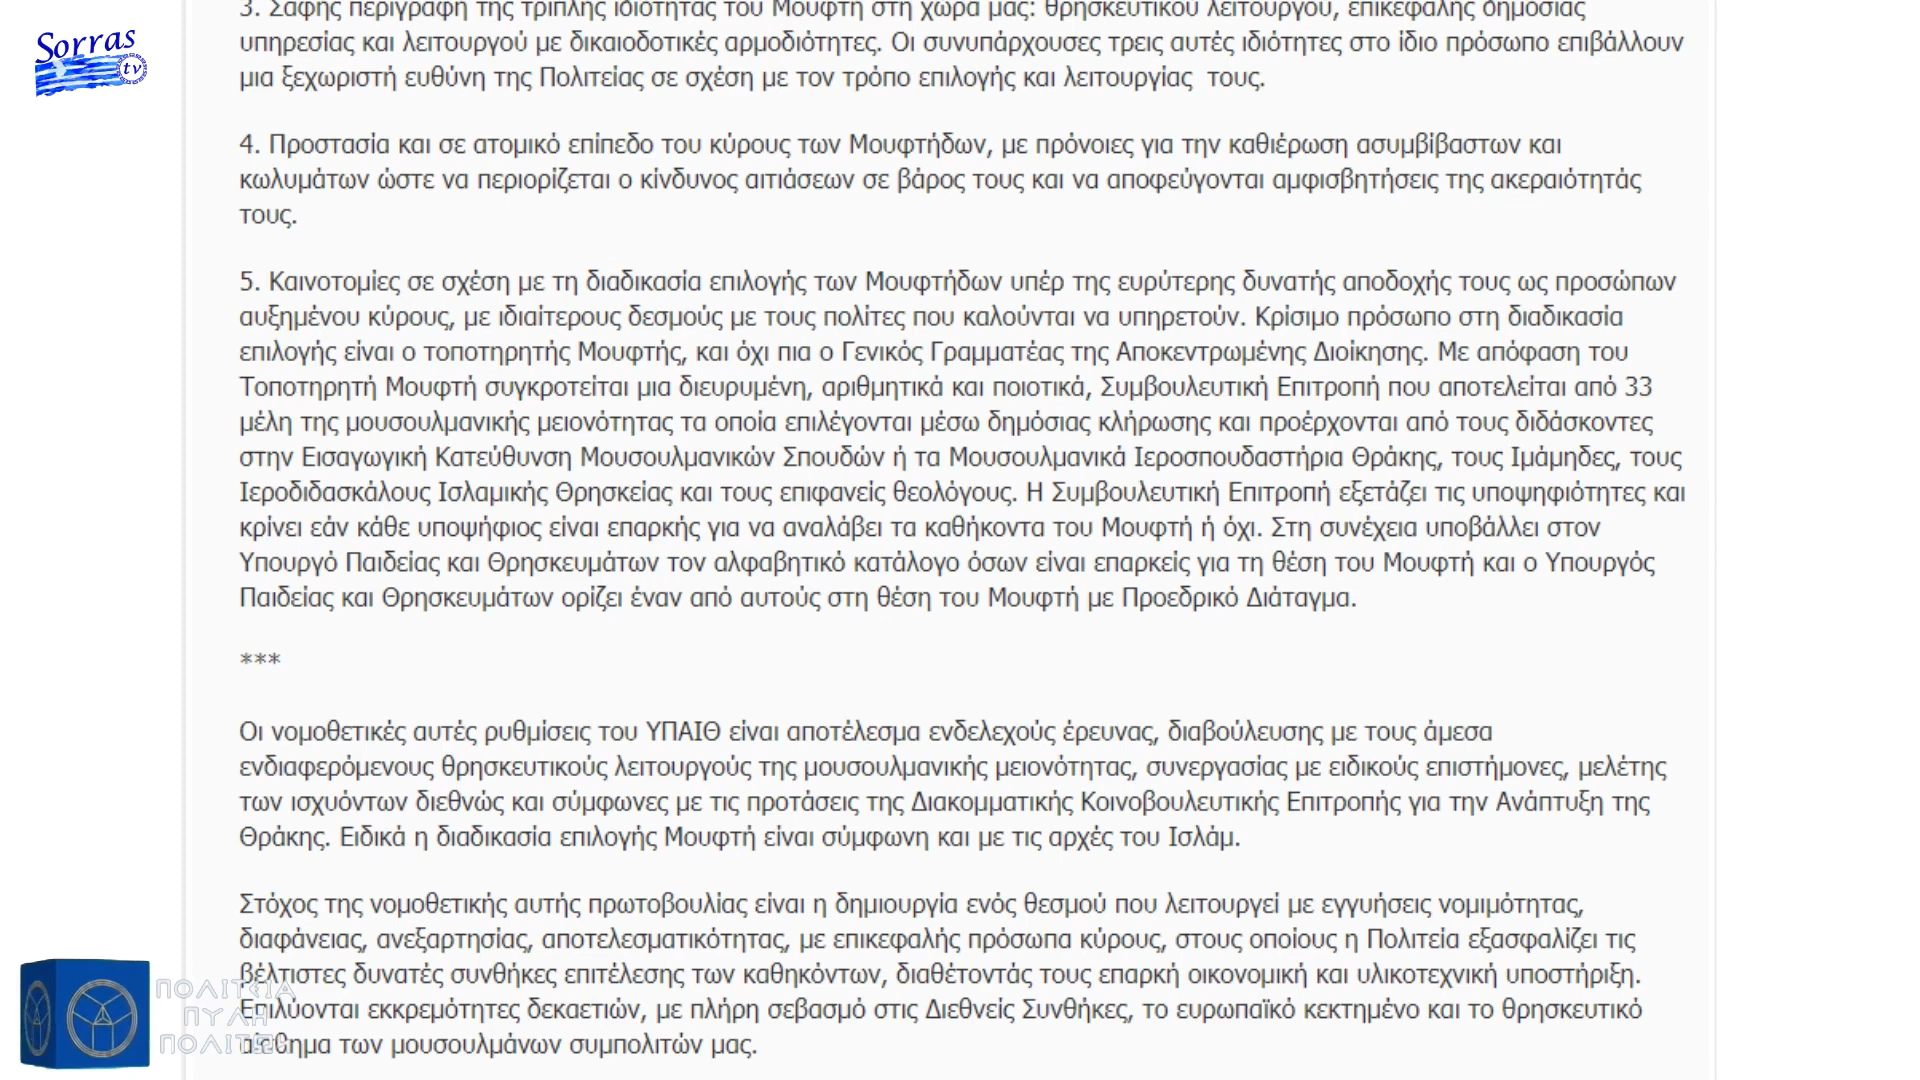 Sorras
tv
3. Σαφής περιγραφή της τριπλής ιδιότητας του Μουφτή στη χώρα μας: θρησκευτικού λειτουργού, επικεφαλής δημόσιας
υπηρεσίας και λειτουργού με δικαιοδοτικές αρμοδιότητες. Οι συνυπάρχουσες τρεις αυτές ιδιότητες στο ίδιο πρόσωπο επιβάλλουν
μια ξεχωριστή ευθύνη της Πολιτείας σε σχέση με τον τρόπο επιλογής και λειτουργίας τους.
4. Προστασία και σε ατομικό επίπεδο του κύρους των Μουφτήδων, με πρόνοιες για την καθιέρωση ασυμβίβαστων και
κωλυμάτων ώστε να περιορίζεται ο κίνδυνος αιτιάσεων σε βάρος τους και να αποφεύγονται αμφισβητήσεις της ακεραιότητάς
τους.
5. Καινοτομίες σε σχέση με τη διαδικασία επιλογής των Μουφτήδων υπέρ της ευρύτερης δυνατής αποδοχής τους ως προσώπων
αυξημένου κύρους, με ιδιαίτερους δεσμούς με τους πολίτες που καλούνται να υπηρετούν. Κρίσιμο πρόσωπο στη διαδικασία
επιλογής είναι ο τοποτηρητής Μουφτής, και όχι πια ο Γενικός Γραμματέας της Αποκεντρωμένης Διοίκησης. Με απόφαση του
Τοποτηρητή Μουφτή συγκροτείται μια διευρυμένη, αριθμητικά και ποιοτικά, Συμβουλευτική Επιτροπή που αποτελείται από 33
μέλη της μουσουλμανικής μειονότητας τα οποία επιλέγονται μέσω δημόσιας κλήρωσης και προέρχονται από τους διδάσκοντες
στην Εισαγωγική Κατεύθυνση Μουσουλμανικών Σπουδών ή τα Μουσουλμανικά Ιεροσπουδαστήρια Θράκης, τους Ιμάμηδες, τους
Ιεροδιδασκάλους Ισλαμικής Θρησκείας και τους επιφανείς θεολόγους. Η Συμβουλευτική Επιτροπή εξετάζει τις υποψηφιότητες και
κρίνει εάν κάθε υποψήφιος είναι επαρκής για να αναλάβει τα καθήκοντα του Μουφτή ή όχι. Στη συνέχεια υποβάλλει στον
Υπουργό Παιδείας και Θρησκευμάτων τον αλφαβητικό κατάλογο όσων είναι επαρκείς για τη θέση του Μουφτή και ο Υπουργός
Παιδείας και Θρησκευμάτων ορίζει έναν από αυτούς στη θέση του Μουφτή με Προεδρικό Διάταγμα.
***
Οι νομοθετικές αυτές ρυθμίσεις του ΥΠΑΙΘ είναι αποτέλεσμα ενδελεχούς έρευνας, διαβούλευσης με τους άμεσα
ενδιαφερόμενους θρησκευτικούς λειτουργούς της μουσουλμανικής μειονότητας, συνεργασίας με ειδικούς επιστήμονες, μελέτης
των ισχυόντων διεθνώς και σύμφωνες με τις προτάσεις της Διακομματικής Κοινοβουλευτικής Επιτροπής για την Ανάπτυξη της
Θράκης. Ειδικά η διαδικασία επιλογής Μουφτή είναι σύμφωνη και με τις αρχές του Ισλάμ.
Στόχος της νομοθετικής αυτής πρωτοβουλίας είναι η δημιουργία ενός θεσμού που λειτουργεί με εγγυήσεις νομιμότητας,
διαφάνειας, ανεξαρτησίας, αποτελεσματικότητας, με επικεφαλής πρόσωπα κύρους, στους οποίους η Πολιτεία εξασφαλίζει τις
βέλτιστες δυνατές συνθήκες επιτέλεσης των καθηκόντων, διαθέτοντάς τους επαρκή οικονομική και υλικοτεχνική υποστήριξη.
Επιλύονται εκκρεμότητες δεκαετιών, με πλήρη σεβασμό στις Διεθνείς Συνθήκες, το ευρωπαϊκό κεκτημένο και το θρησκευτικό
αίσθημα των μουσουλμάνων συμπολιτών μας.
ΠΟΛΙΤΕΙΑ
ΠΥΛΗ